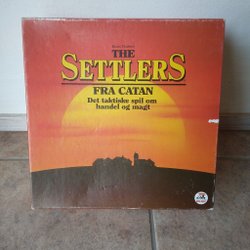 THE
SETTLERS
FRA CATAN
Det taktiske spil om
handel og magt